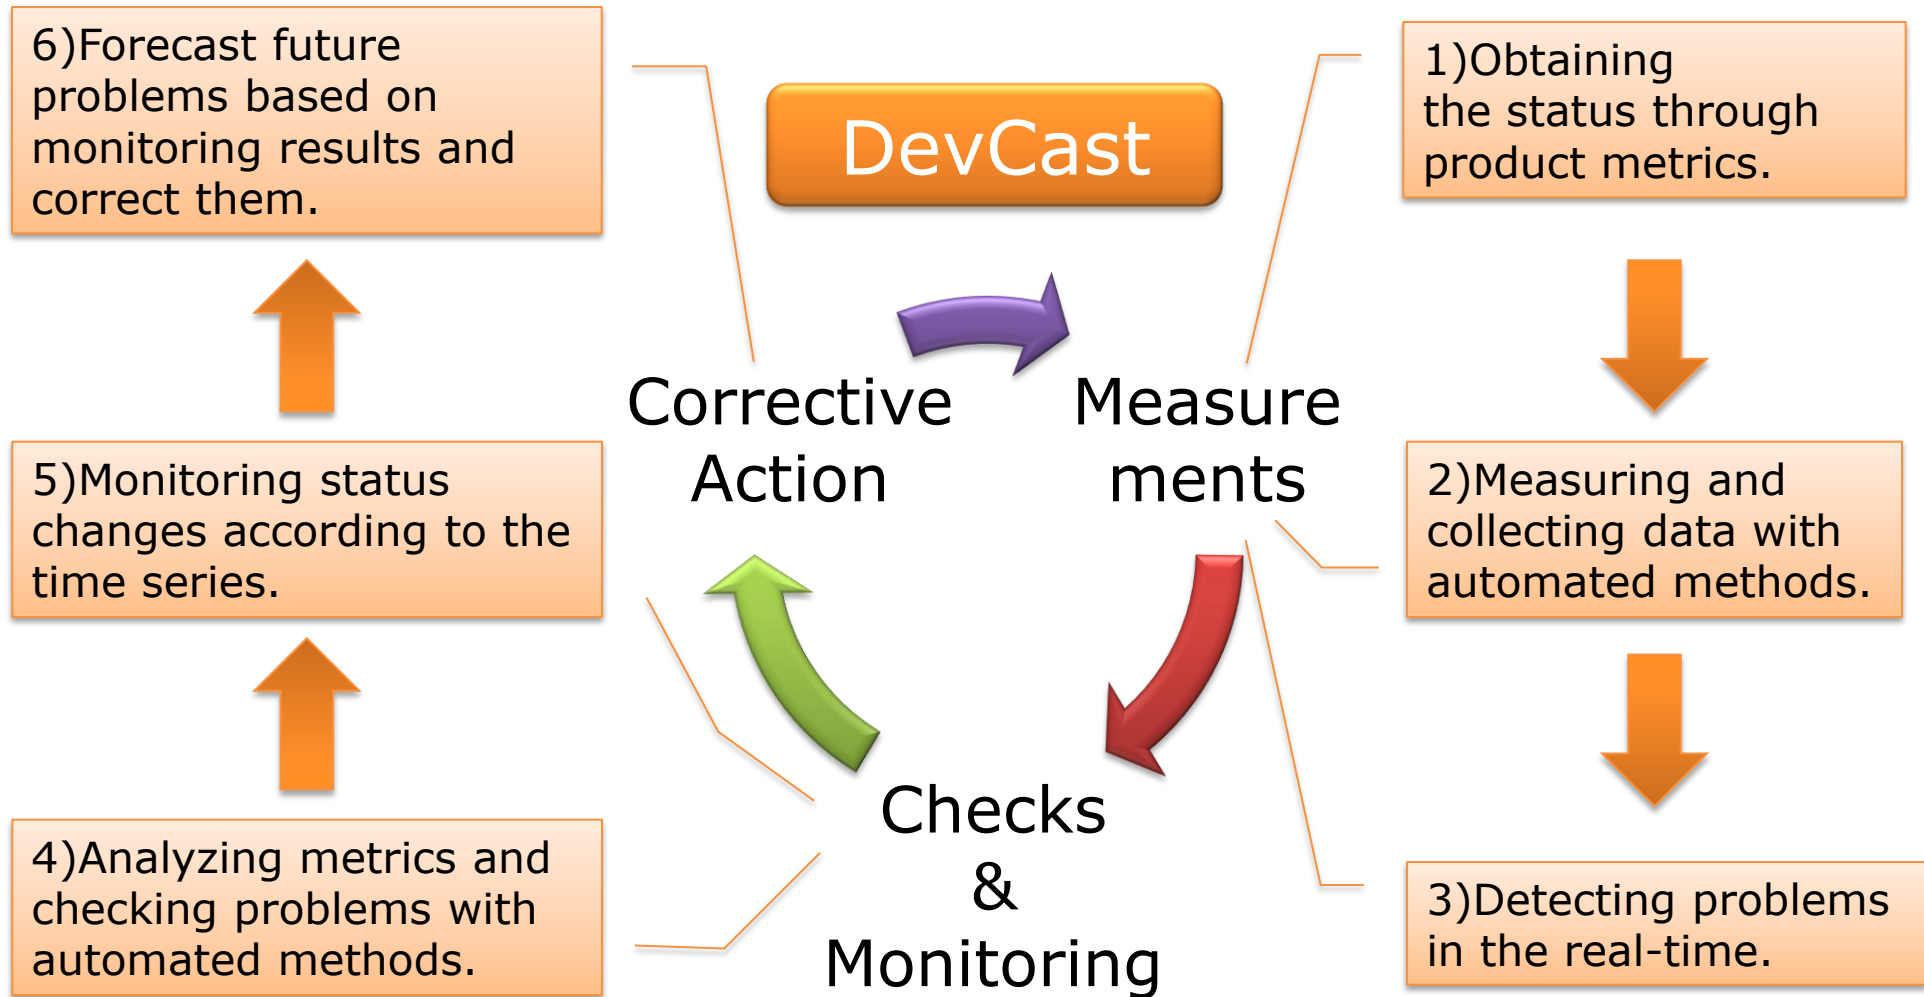 DevCast
1)Obtaining
the status through
product metrics.
2)Measuring and
collecting data with
automated methods.
3)Detecting problems
in the real-time.
4)Analyzing metrics and
checking problems with
automated methods.
5)Monitoring status
changes according to the
time series.
6)Forecast future
problems based on
monitoring results and
correct them.
Measure
ments
Checks
&
Monitoring
Corrective
Action